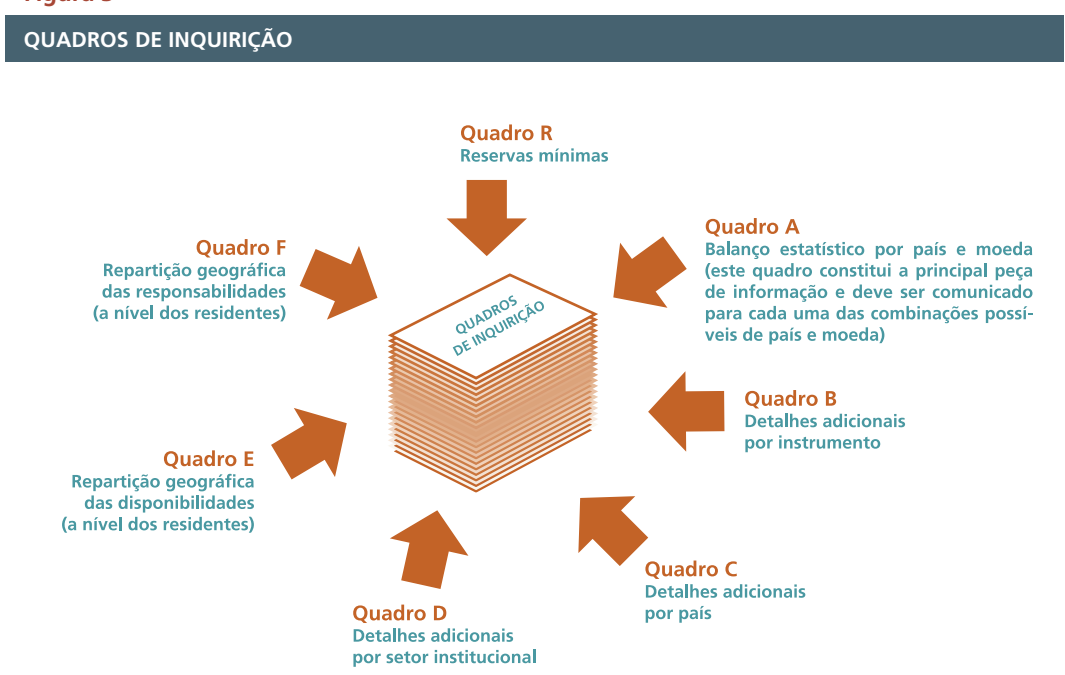 QUADROS DE INQUIRIÇÃO
Quadro R
Reservas mínimas
Quadro A
Balanço estatístico por país e moeda
(este quadro constitui a principal peça
de informação e deve ser comunicado
para cada uma das combinações possí-
veis de país e moeda)
Quadro F
Repartição geográfica
das responsabilidades
(a nível dos residentes)
QUADROS
DE INQUIRIÇÃO
Quadro B
Detalhes adicionais
por instrumento
Quadro E
Repartição geográfica
das disponibilidades
(a nível dos residentes)
Quadro C
Detalhes adicionais
por país
Quadro D
Detalhes adicionais
por setor institucional